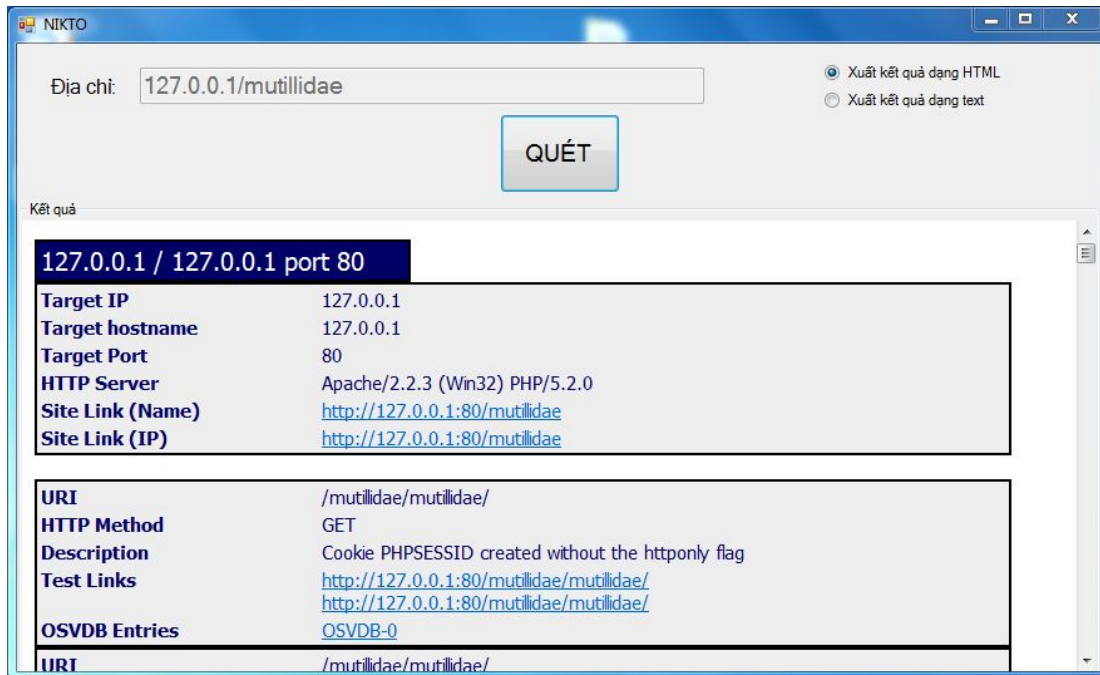 NIKTO
Địa chỉ: 127.0.0.1/mutillidae
Xuất kết quả dạng HTML
Xuất kết quả dạng text
QUÉT
Kết quả
127.0.0.1 / 127.0.0.1 port 80
Target IP 127.0.0.1
Target hostname 127.0.0.1
Target Port 80
HTTP Server Apache/2.2.3 (Win32) PHP/5.2.0
Site Link (Name) http://127.0.0.1:80/mutillidae
Site Link (IP) http://127.0.0.1:80/mutillidae
URI /mutillidae/mutillidae/
HTTP Method GET
Description Cookie PHPSESSID created without the httponly flag
Test Links http://127.0.0.1:80/mutillidae/mutillidae/
http://127.0.0.1:80/mutillidae/mutillidae/
OSVDB Entries OSVDB-0
URI /mutillidae/mutillidae/